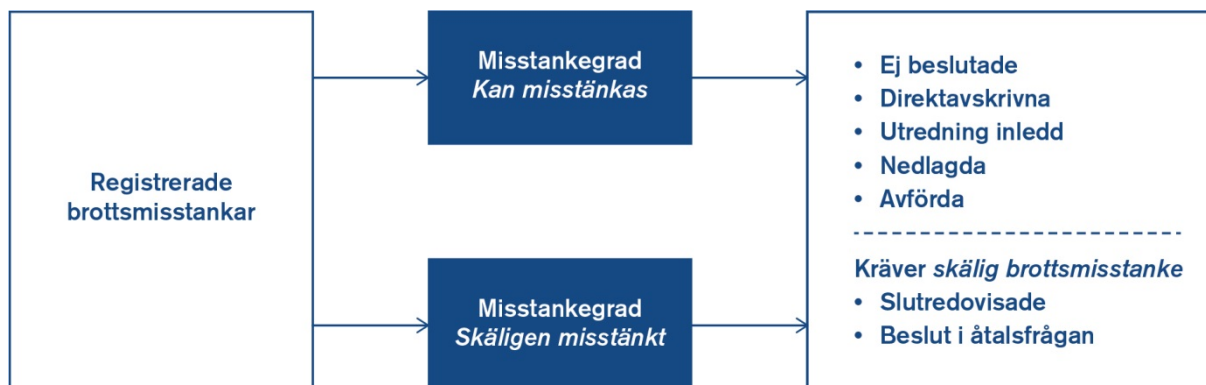 Registrerade
brottsmisstankar
Misstankegrad
Kan misstänkas
Misstankegrad
Skäligen misstänkt
• Ej beslutade
• Direktavskrivna
• Utredning inledd
• Nedlagda
• Avförda
Kräver skälig brottsmisstanke
• Slutredovisade
• Beslut i åtalsfrågan